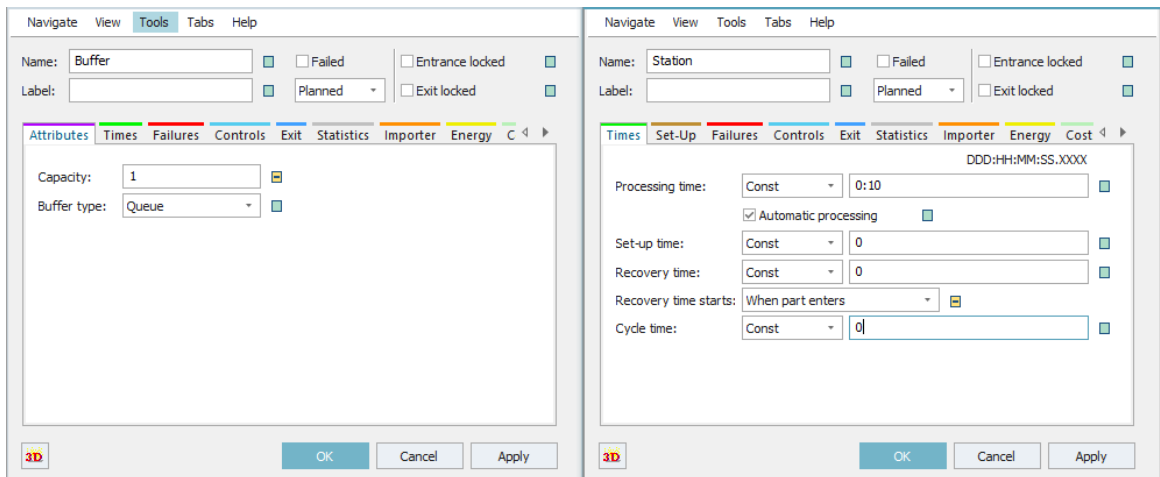 Navigate View Tools Tabs Help
Name: Buffer Failed Entrance locked
Label: Planned Exit locked
Attributes Times Failures Controls Exit Statistics Importer Energy C
Capacity: 1
Buffer type: Queue
3D OK Cancel Apply
Navigate View Tools Tabs Help
Name: Station Failed Entrance locked
Label: Planned Exit locked
Times Set-Up Failures Controls Exit Statistics Importer Energy Cost
DDD:HH:MM:SS.XXXX
Processing time: Const 0:10
Automatic processing
Set-up time: Const 0
Recovery time: Const 0
Recovery time starts: When part enters
Cycle time: Const 0
3D OK Cancel Apply